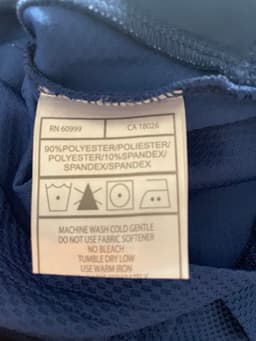 RN 60999 CA 18026
90%POLYESTER/POLIESTER/
POLYESTER/10%SPANDEX/
SPANDEX/SPANDEX
MACHINE WASH COLD GENTLE
DO NOT USE FABRIC SOFTENER
NO BLEACH
TUMBLE DRY LOW
USE WARM IRON